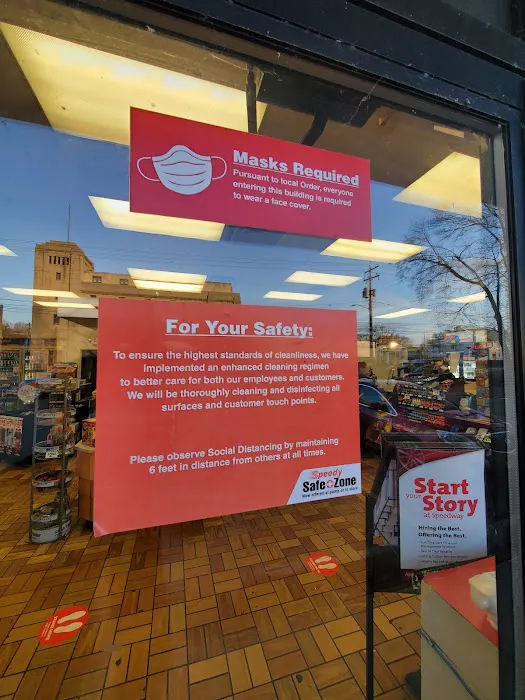 Masks Required
Pursuant to local Order, everyone
entering this building is required
to wear a face cover.
For Your Safety:
To ensure the highest standards of cleanliness, we have
implemented an enhanced cleaning regimen
to better care for both our employees and customers.
We will be thoroughly cleaning and disinfecting all
surfaces and customer touch points.
Please observe Social Distancing by maintaining
6 feet in distance from others at all times.
Speedy
Safe Zone
Start
your Story
at Speedway
Hiring the Best.
Offering the Best.